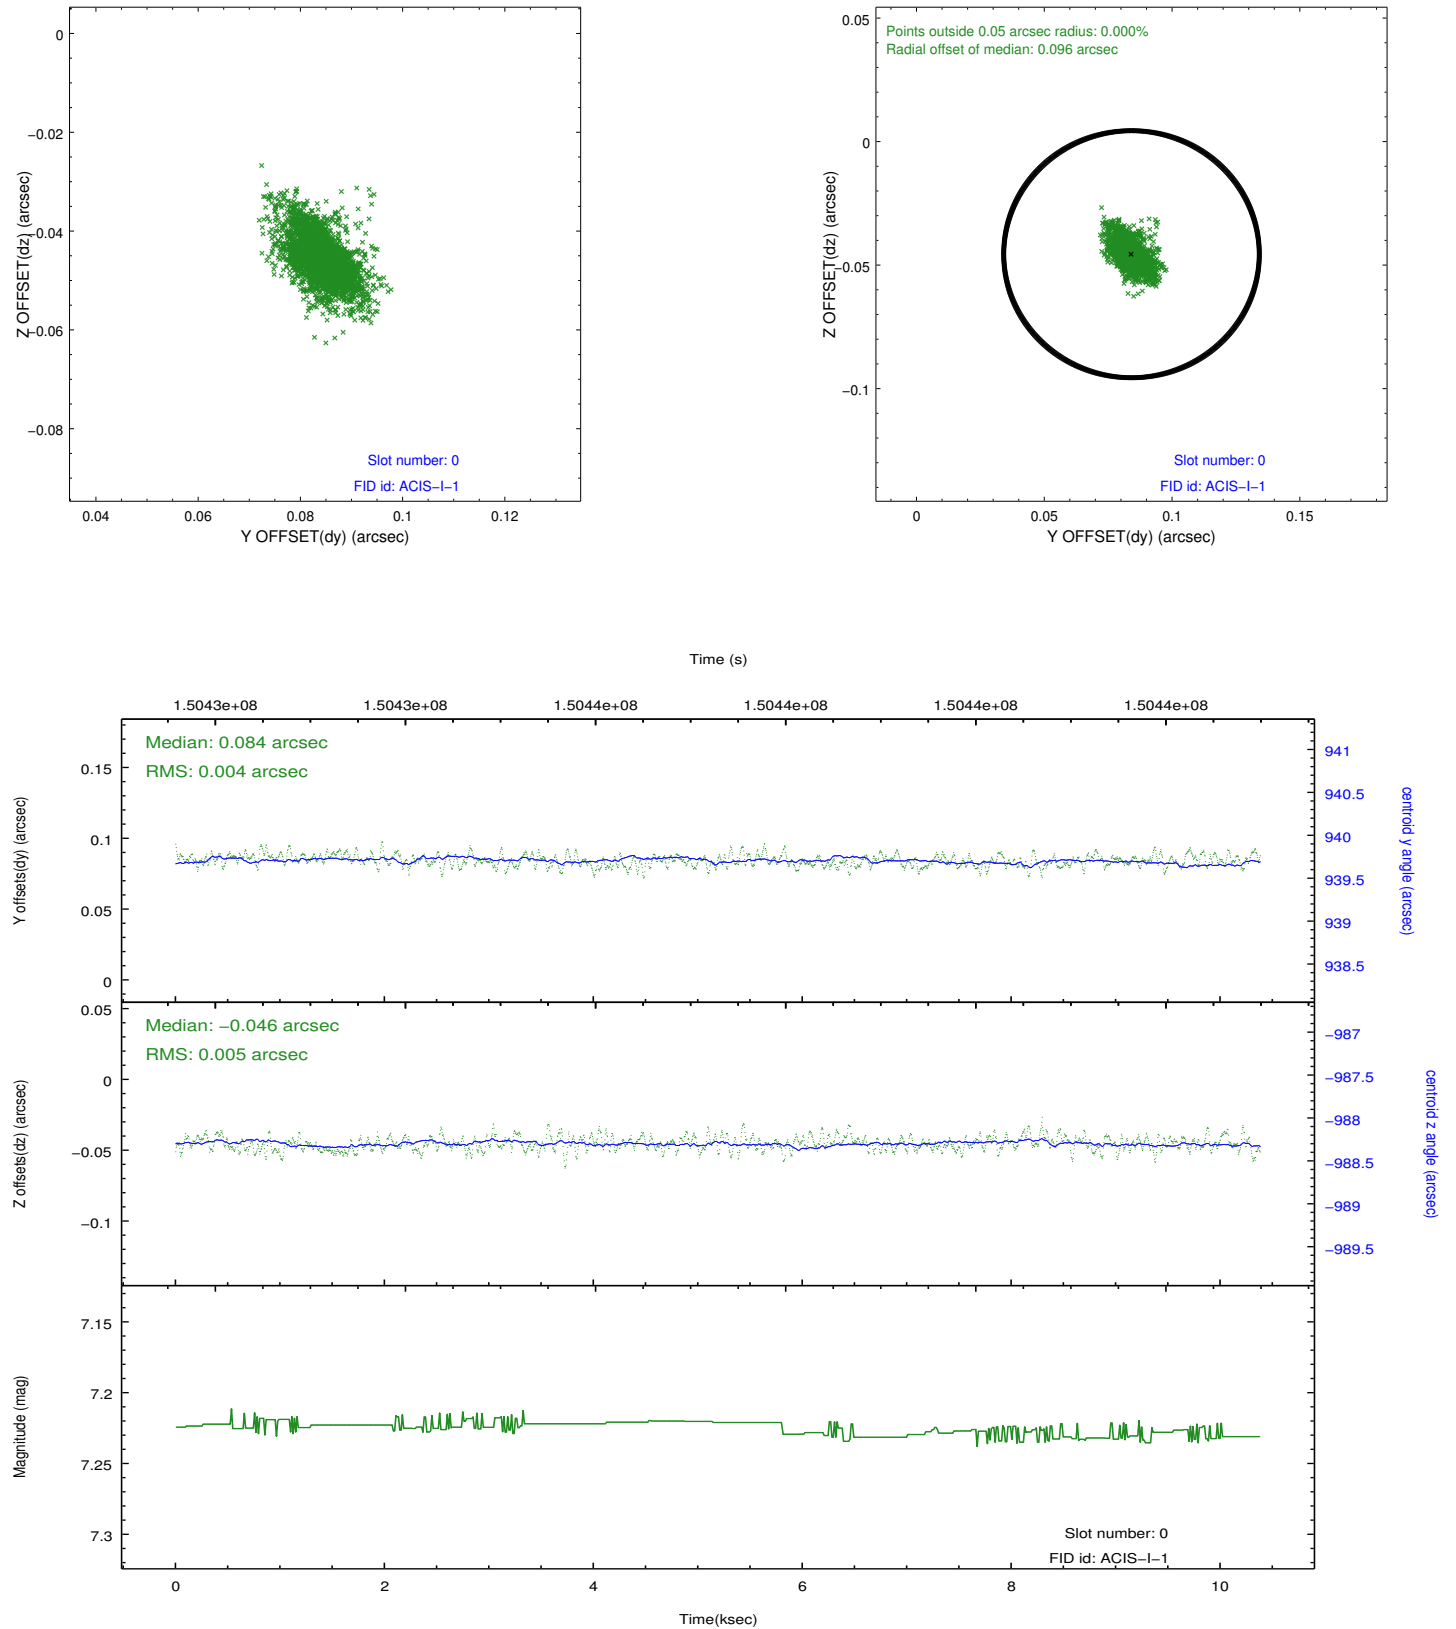 0
−0.02
−0.04
−0.06
−0.08
Z OFFSET(dz) (arcsec)
Slot number: 0
FID id: ACIS−I−1
0.04 0.06 0.08 0.1 0.12
Y OFFSET(dy) (arcsec)
Points outside 0.05 arcsec radius: 0.000%
Radial offset of median: 0.096 arcsec
0.05
0
−0.05
−0.1
Z OFFSET(dz) (arcsec)
Slot number: 0
FID id: ACIS−I−1
0 0.05 0.1 0.15
Y OFFSET(dy) (arcsec)
Time (s)
1.5043e+08 1.5043e+08 1.5044e+08 1.5044e+08 1.5044e+08 1.5044e+08
Median: 0.084 arcsec
RMS: 0.004 arcsec
0.15
0.1
0.05
0
Y offsets(dy) (arcsec)
941
940.5
940
939.5
939
938.5
centroid y angle (arcsec)
Median: −0.046 arcsec
RMS: 0.005 arcsec
0.05
0
−0.05
−0.1
Z offsets(dz) (arcsec)
−987
−987.5
−988
−988.5
−989
−989.5
centroid z angle (arcsec)
7.15
7.2
7.25
7.3
Magnitude (mag)
Slot number: 0
FID id: ACIS−I−1
0 2 4 6 8 10
Time(ksec)